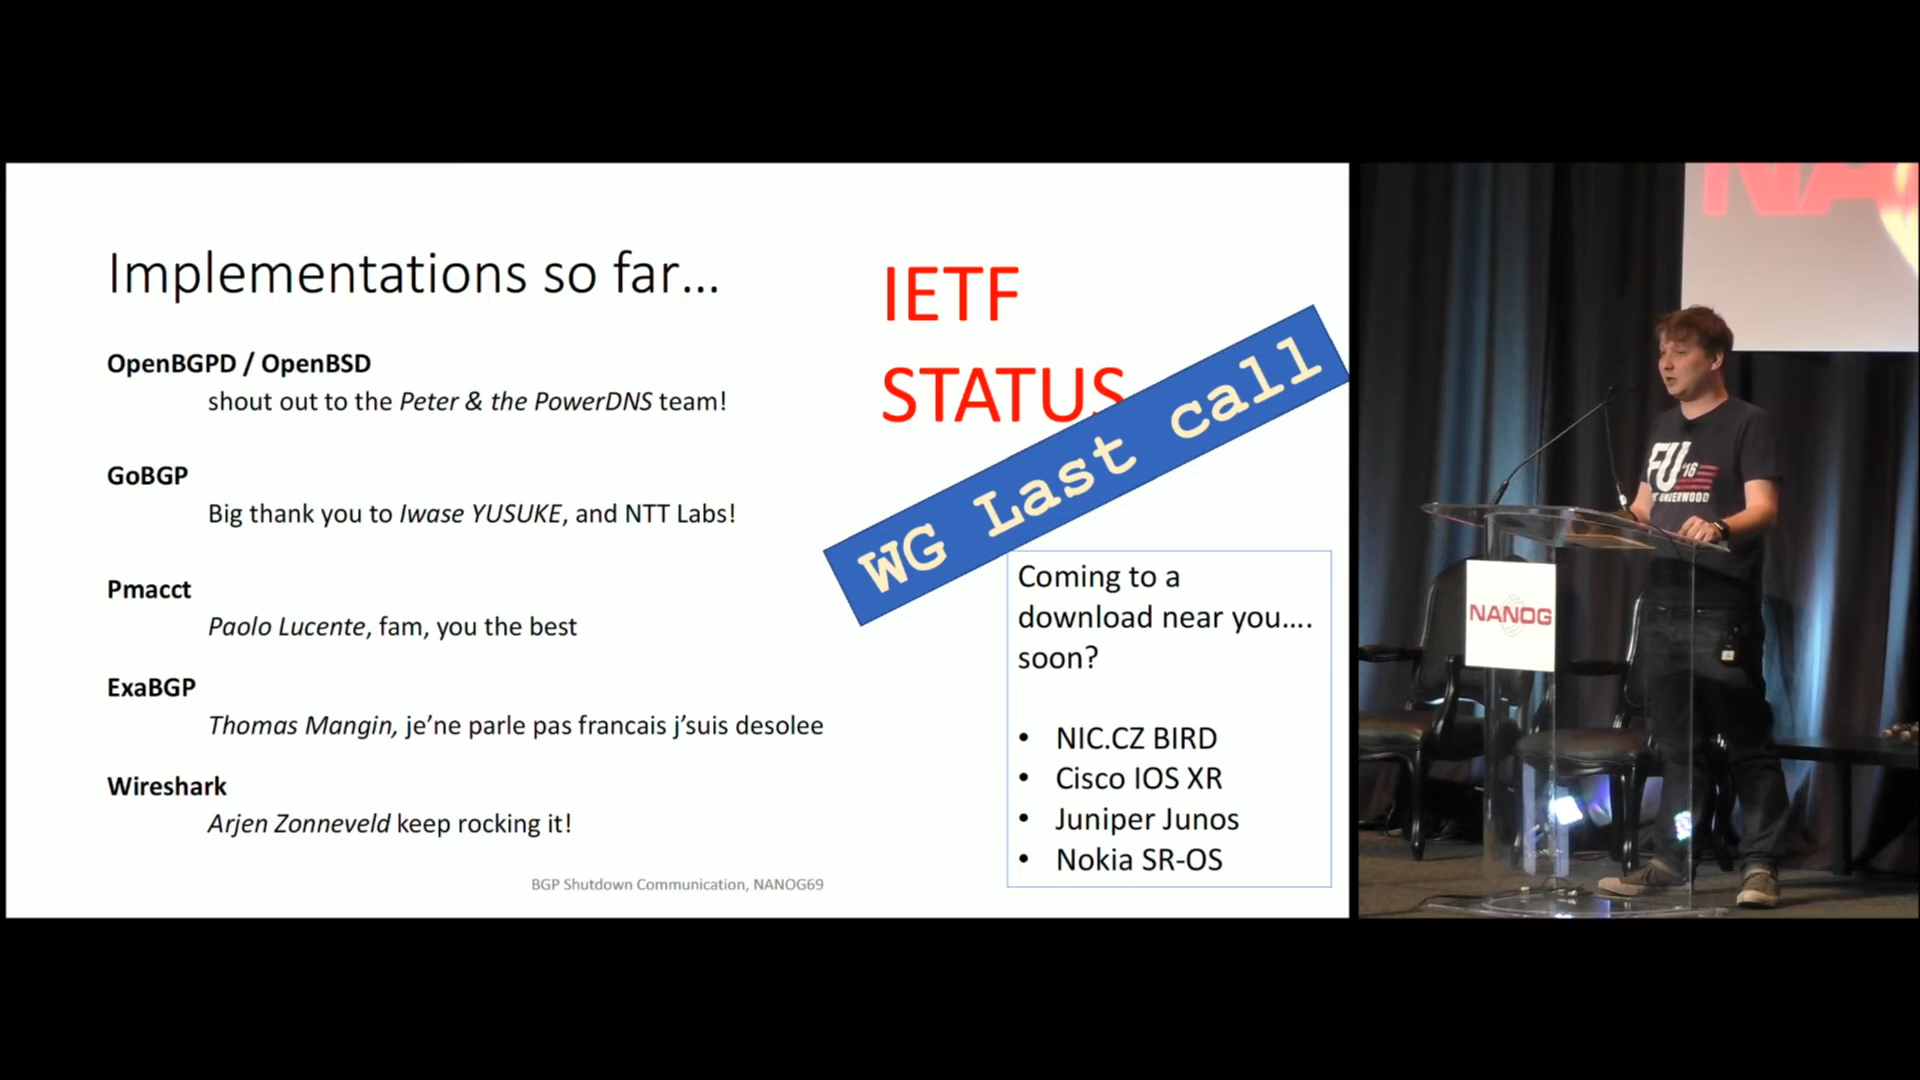 Implementations so far...
OpenBGPD / OpenBSD
shout out to the Peter & the PowerDNS team!
GoBGP
Big thank you to Iwase YUSUKE, and NTT Labs!
Pmacct
Paolo Lucente, fam, you the best
ExaBGP
Thomas Mangin, je’ne parle pas francais j’suis desolee
Wireshark
Arjen Zonneveld keep rocking it!
BGP Shutdown Communication, NANOG69
IETF
STATUS
WG Last call
Coming to a
download near you....
soon?
• NIC.CZ BIRD
• Cisco IOS XR
• Juniper Junos
• Nokia SR-OS
FU '16
NANOG